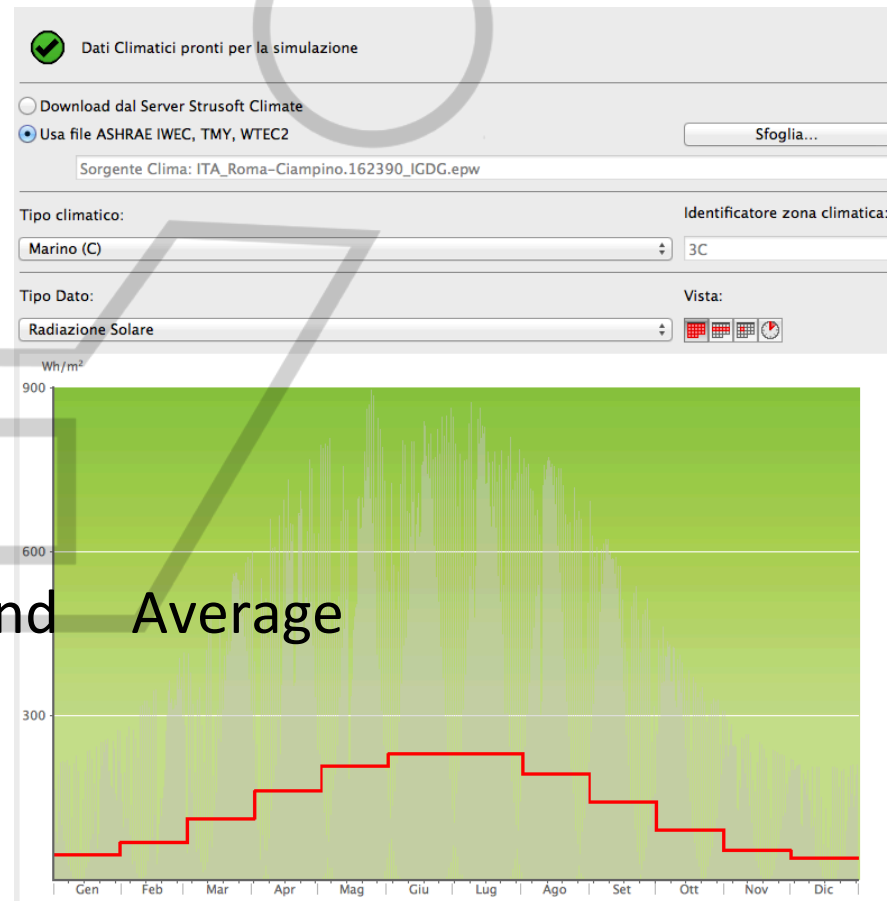 Dati Climatici pronti per la simulazione
Download dal Server Strusoft Climate
Usa file ASHRAE IWEC, TMY, WTEC2
Sfoglia...
Sorgente Clima: ITA_Roma-Ciampino.162390_IGDG.epw
Tipo climatico:
Identificatore zona climatica:
Marino (C)
3C
Tipo Dato:
Vista:
Radiazione Solare
Wh/m²
900
600
nd Average
300
Gen Feb Mar Apr Mag Giu Lug Ago Set Ott Nov Dic